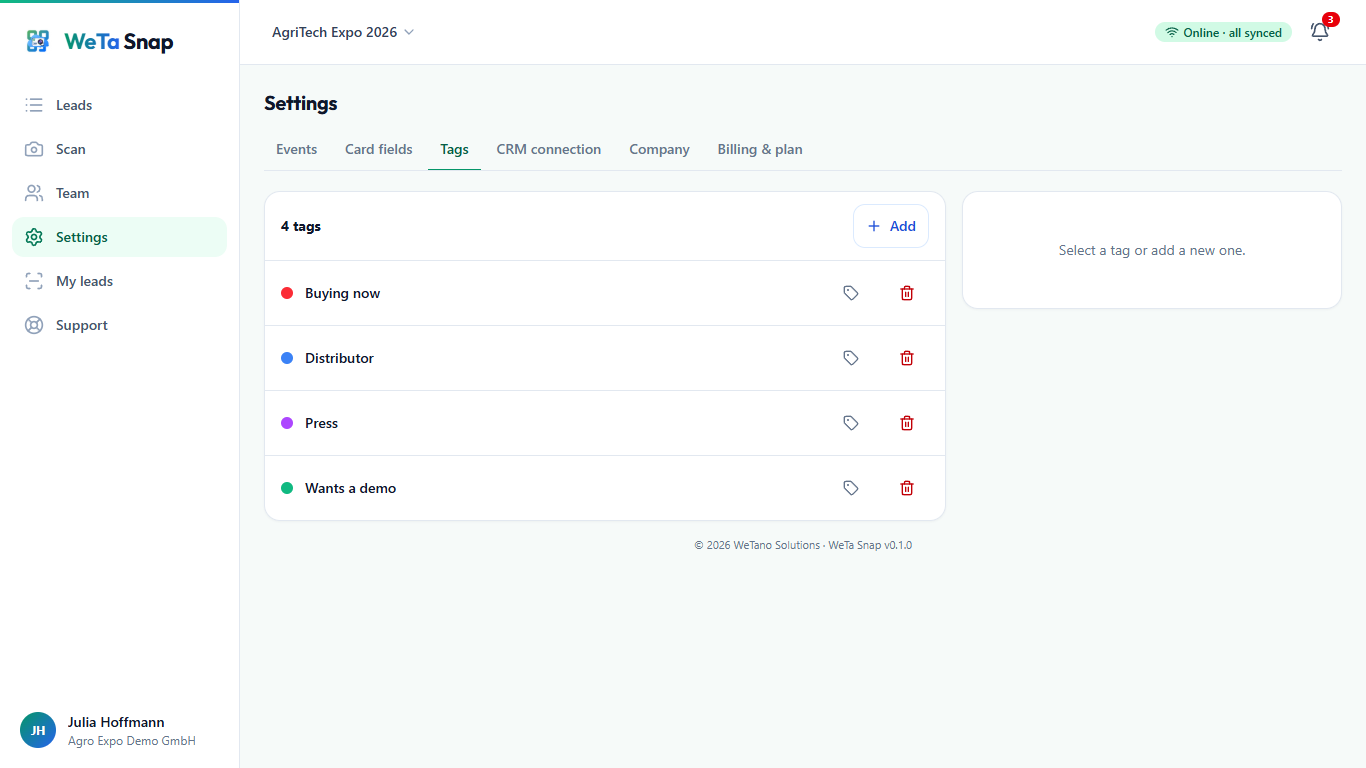 WeTa Snap
AgriTech Expo 2026
Online · all synced
3
Leads
Scan
Team
Settings
My leads
Support
Settings
Events
Card fields
Tags
CRM connection
Company
Billing & plan
4 tags
Add
Buying now
Distributor
Press
Wants a demo
Select a tag or add a new one.
© 2026 WeTano Solutions · WeTa Snap v0.1.0
JH
Julia Hoffmann
Agro Expo Demo GmbH